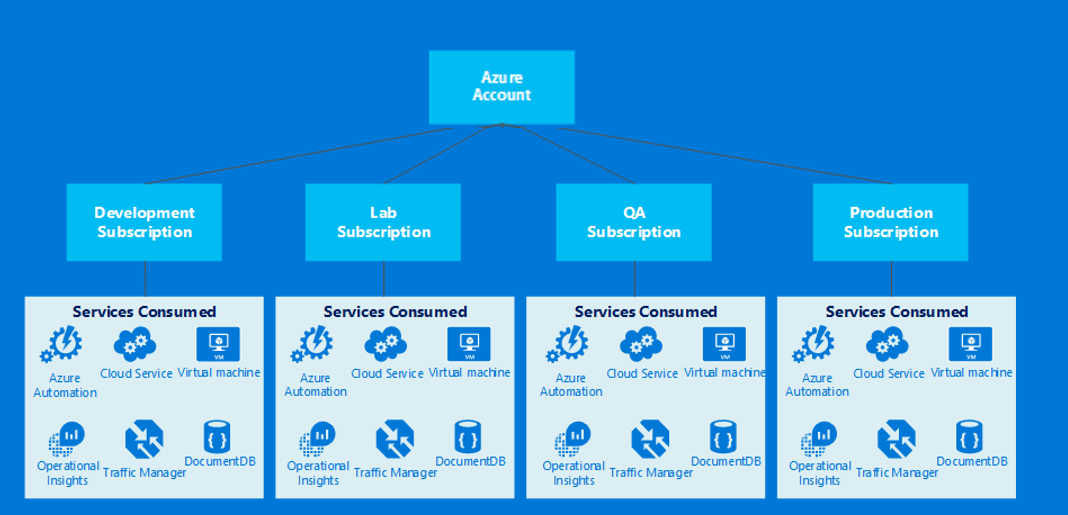 Azure
Account
Development
Subscription
Lab
Subscription
QA
Subscription
Production
Subscription
Services Consumed
Azure
Automation
Cloud Service
Virtual machine
VM
Operational
Insights
Traffic Manager
DocumentDB
Services Consumed
Azure
Automation
Cloud Service
Virtual machine
VM
Operational
Insights
Traffic Manager
DocumentDB
Services Consumed
Azure
Automation
Cloud Service
Virtual machine
VM
Operational
Insights
Traffic Manager
DocumentDB
Services Consumed
Azure
Automation
Cloud Service
Virtual machine
VM
Operational
Insights
Traffic Manager
DocumentDB